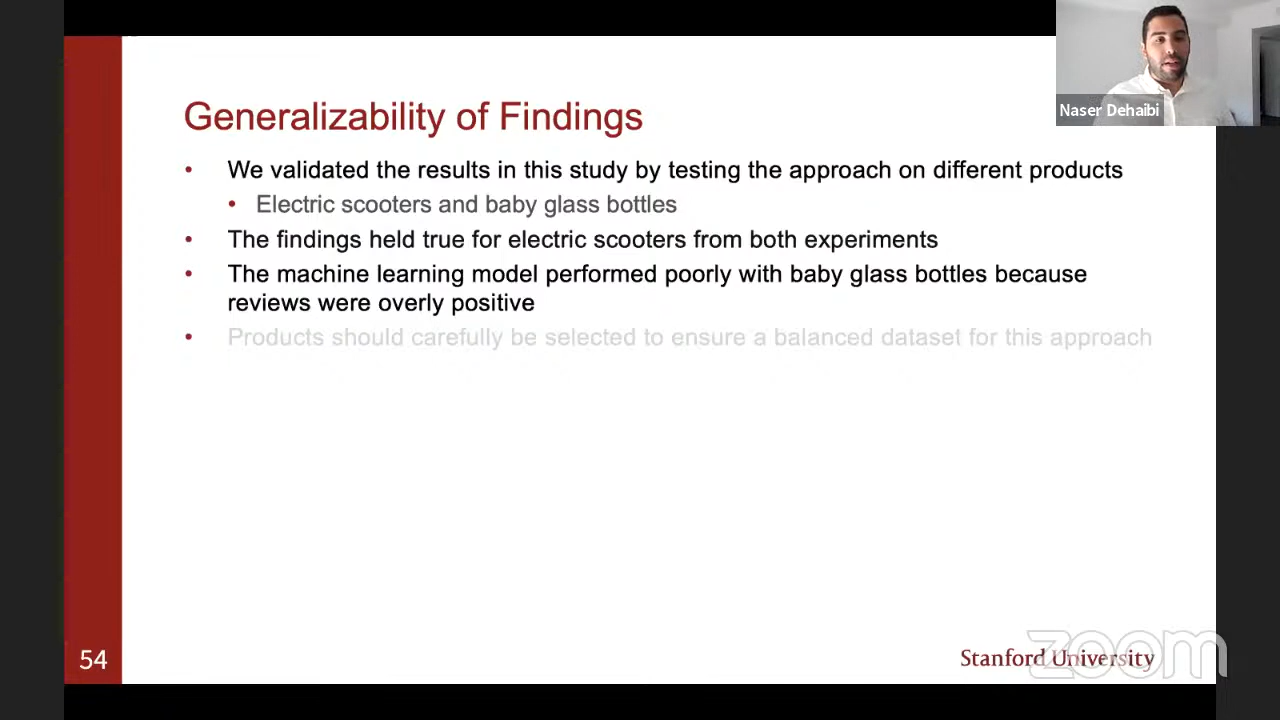 Naser Dehaibi
Generalizability of Findings
• We validated the results in this study by testing the approach on different products
• Electric scooters and baby glass bottles
• The findings held true for electric scooters from both experiments
• The machine learning model performed poorly with baby glass bottles because
reviews were overly positive
• Products should carefully be selected to ensure a balanced dataset for this approach
54
Stanford University
zoom